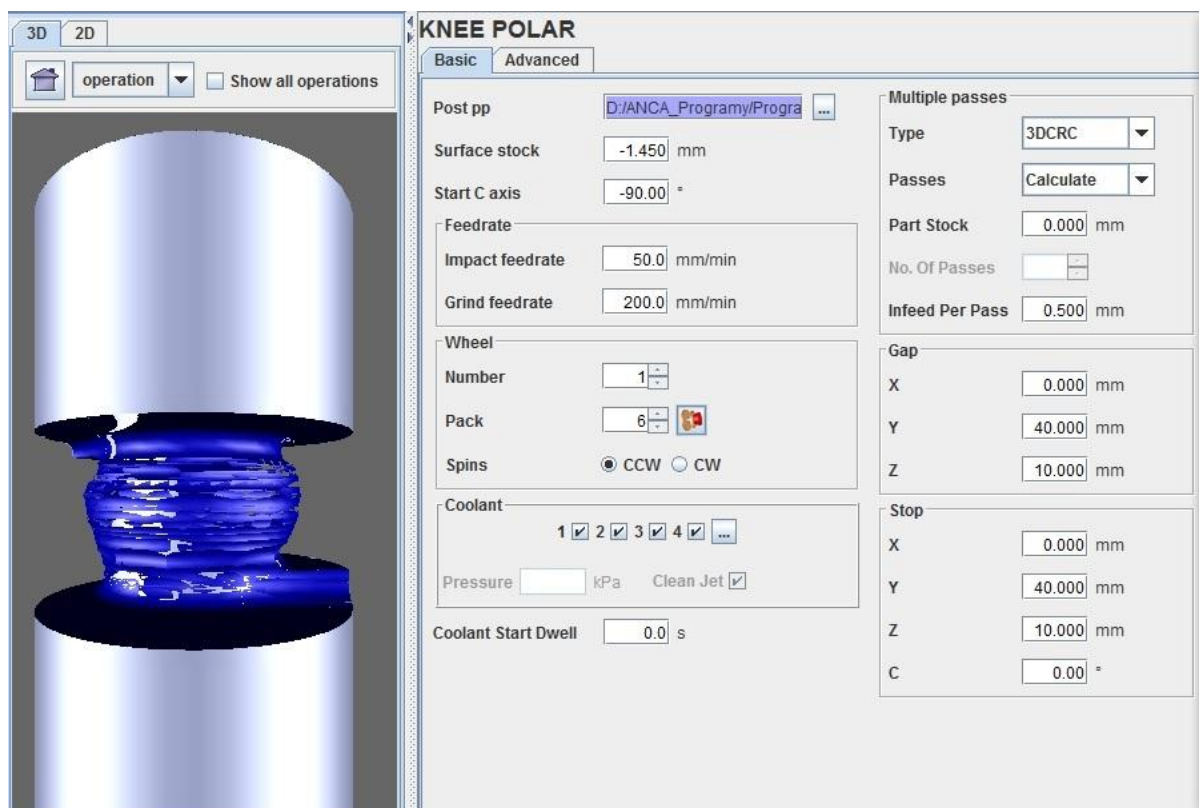 3D 2D
operation Show all operations
KNEE POLAR
Basic Advanced
Post pp D:/ANCA_Programy/Progra ...
Surface stock -1.450 mm
Start C axis -90.00 °
Feedrate
Impact feedrate 50.0 mm/min
Grind feedrate 200.0 mm/min
Wheel
Number 1
Pack 6
Spins CCW CW
Coolant
1 2 3 4 ...
Pressure kPa Clean Jet
Coolant Start Dwell 0.0 s
Multiple passes
Type 3DCRC
Passes Calculate
Part Stock 0.000 mm
No. Of Passes
Infeed Per Pass 0.500 mm
Gap
X 0.000 mm
Y 40.000 mm
Z 10.000 mm
Stop
X 0.000 mm
Y 40.000 mm
Z 10.000 mm
C 0.00 °